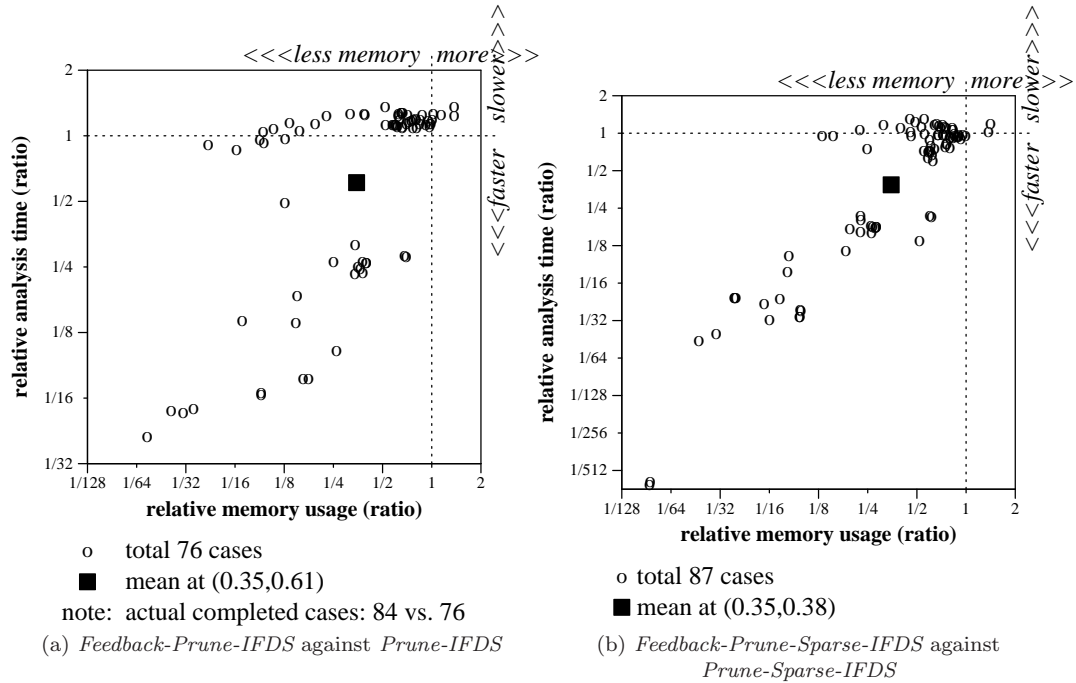 <<<less memory more>>>
<<<faster slower>>>
2
1
1/2
1/4
1/8
1/16
1/32
relative analysis time (ratio)
1/128 1/64 1/32 1/16 1/8 1/4 1/2 1 2
relative memory usage (ratio)
o total 76 cases
■ mean at (0.35,0.61)
note: actual completed cases: 84 vs. 76
(a) Feedback-Prune-IFDS against Prune-IFDS
<<<less memory more>>>
<<<faster slower>>>
2
1
1/2
1/4
1/8
1/16
1/32
1/64
1/128
1/256
1/512
relative analysis time (ratio)
1/128 1/64 1/32 1/16 1/8 1/4 1/2 1 2
relative memory usage (ratio)
o total 87 cases
■ mean at (0.35,0.38)
(b) Feedback-Prune-Sparse-IFDS against
Prune-Sparse-IFDS